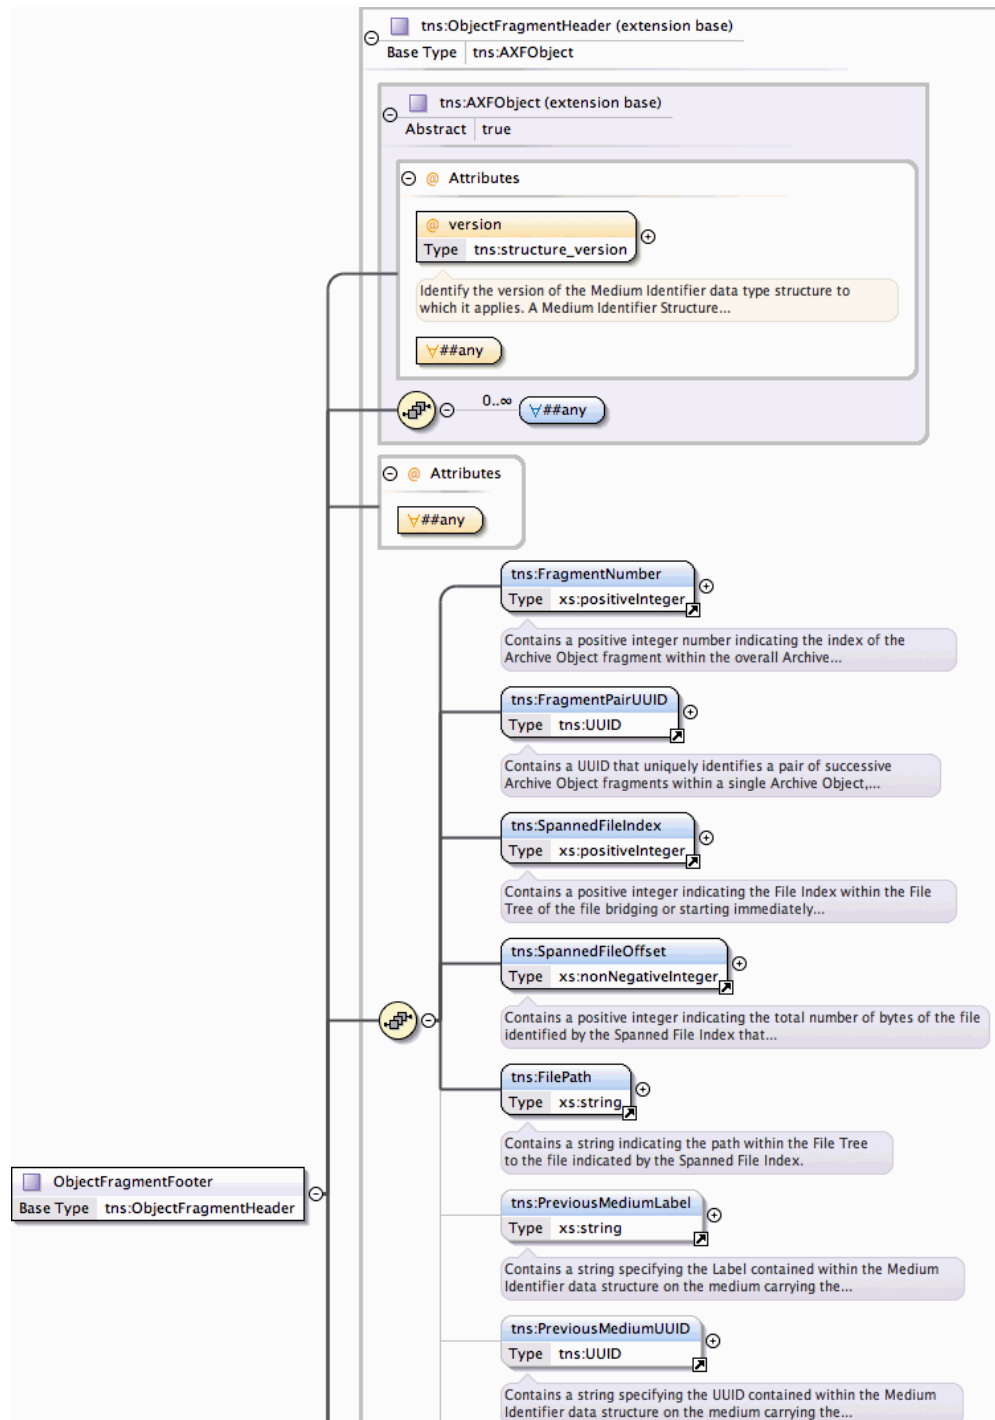 tns:ObjectFragmentHeader (extension base)
Base Type tns:AXFObject
tns:AXFObject (extension base)
Abstract true
@ Attributes
@ version
Type tns:structure_version
Identify the version of the Medium Identifier data type structure to
which it applies. A Medium Identifier Structure...
∀##any
0..∞ ∀##any
@ Attributes
∀##any
tns:FragmentNumber
Type xs:positiveInteger
Contains a positive integer number indicating the index of the
Archive Object fragment within the overall Archive...
tns:FragmentPairUUID
Type tns:UUID
Contains a UUID that uniquely identifies a pair of successive
Archive Object fragments within a single Archive Object,...
tns:SpannedFileIndex
Type xs:positiveInteger
Contains a positive integer indicating the File Index within the File
Tree of the file bridging or starting immediately...
tns:SpannedFileOffset
Type xs:nonNegativeInteger
Contains a positive integer indicating the total number of bytes of the file
identified by the Spanned File Index that...
tns:FilePath
Type xs:string
Contains a string indicating the path within the File Tree
to the file indicated by the Spanned File Index.
ObjectFragmentFooter
Base Type tns:ObjectFragmentHeader
tns:PreviousMediumLabel
Type xs:string
Contains a string specifying the Label contained within the Medium
Identifier data structure on the medium carrying the...
tns:PreviousMediumUUID
Type tns:UUID
Contains a string specifying the UUID contained within the Medium
Identifier data structure on the medium carrying the...